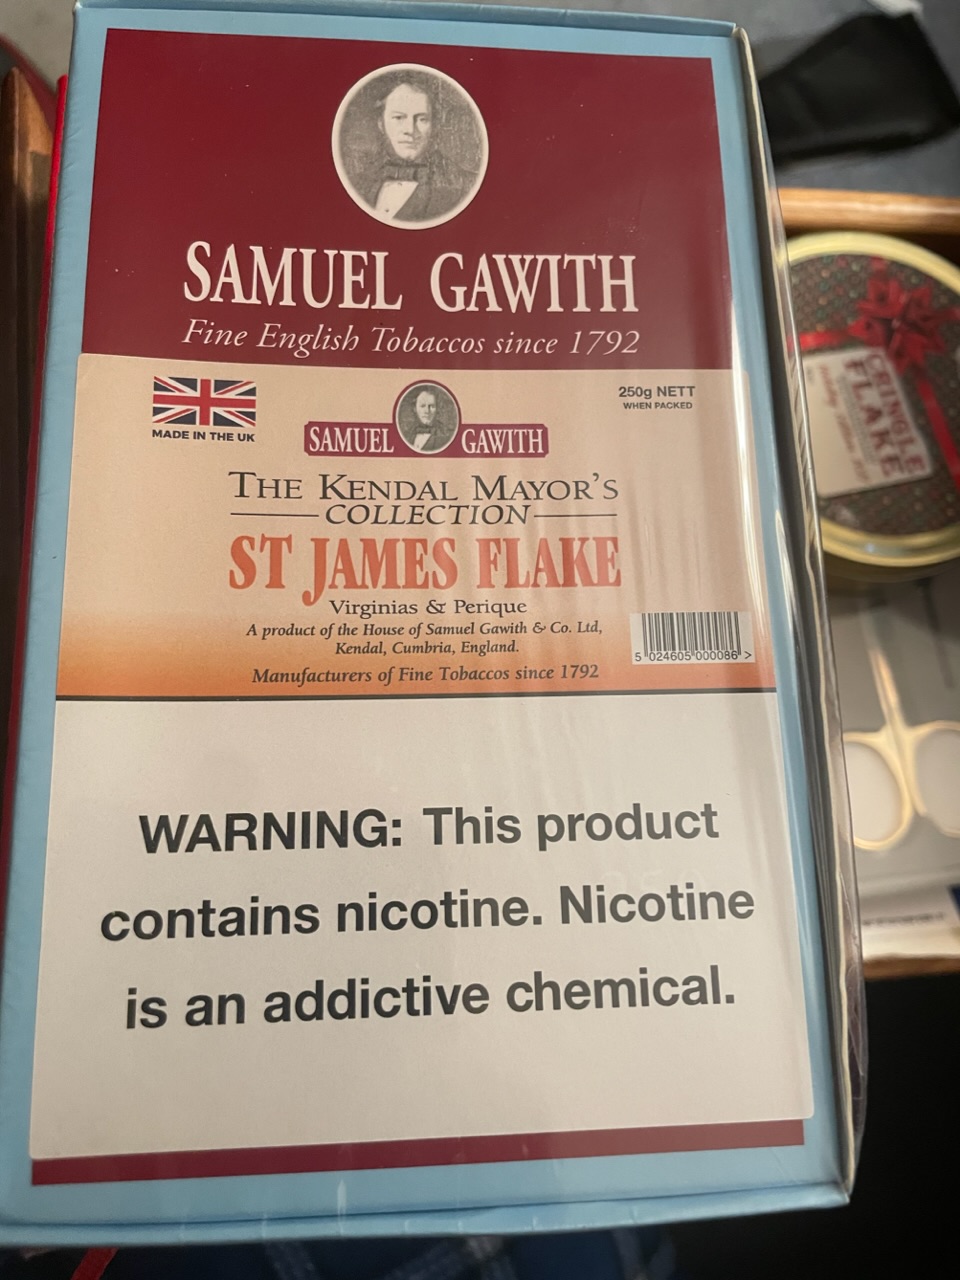 SAMUEL GAWITH
Fine English Tobaccos since 1792
MADE IN THE UK
SAMUEL GAWITH
250g NETT
WHEN PACKED
THE KENDAL MAYOR'S
COLLECTION
ST JAMES FLAKE
Virginias & Perique
A product of the House of Samuel Gawith & Co. Ltd,
Kendal, Cumbria, England.
Manufacturers of Fine Tobaccos since 1792
5 024605 000086 >
WARNING: This product
contains nicotine. Nicotine
is an addictive chemical.
CRINGLE
FLAKE